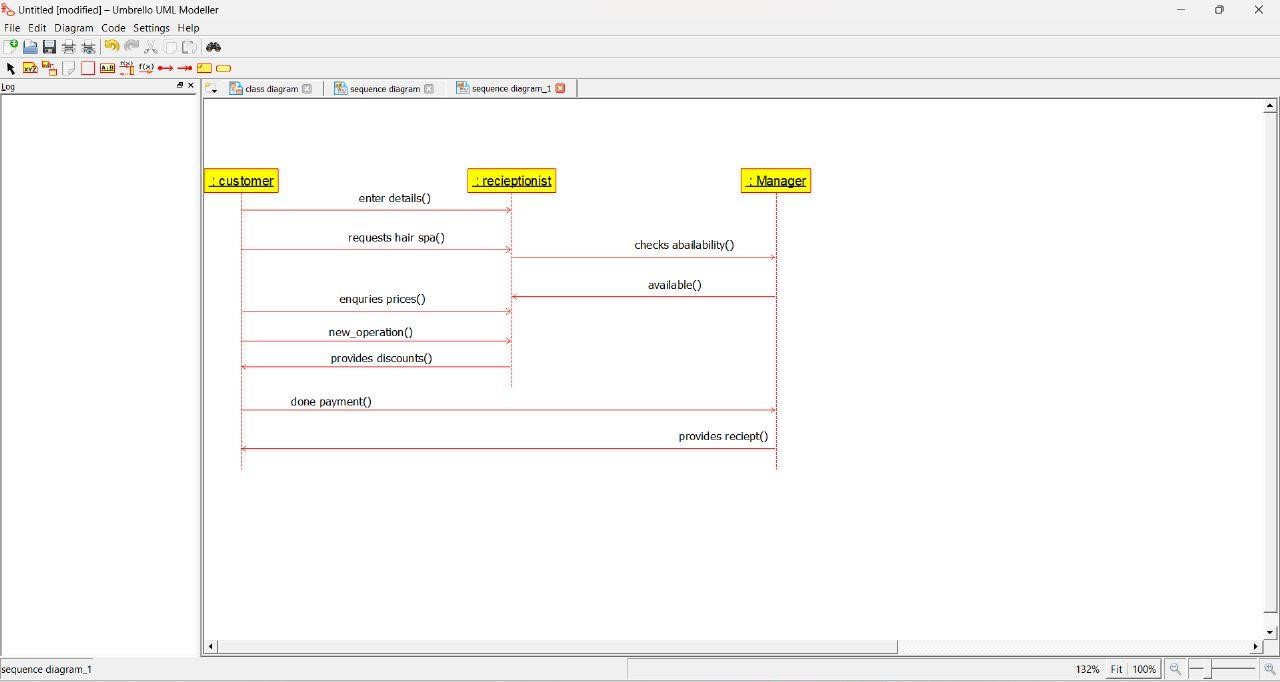 Untitled [modified] – Umbrello UML Modeller
File Edit Diagram Code Settings Help
Log
class diagram
sequence diagram
sequence diagram_1
: customer
: recieptionist
: Manager
enter details()
requests hair spa()
checks abailability()
available()
enquries prices()
new_operation()
provides discounts()
done payment()
provides reciept()
sequence diagram_1
132% Fit 100%